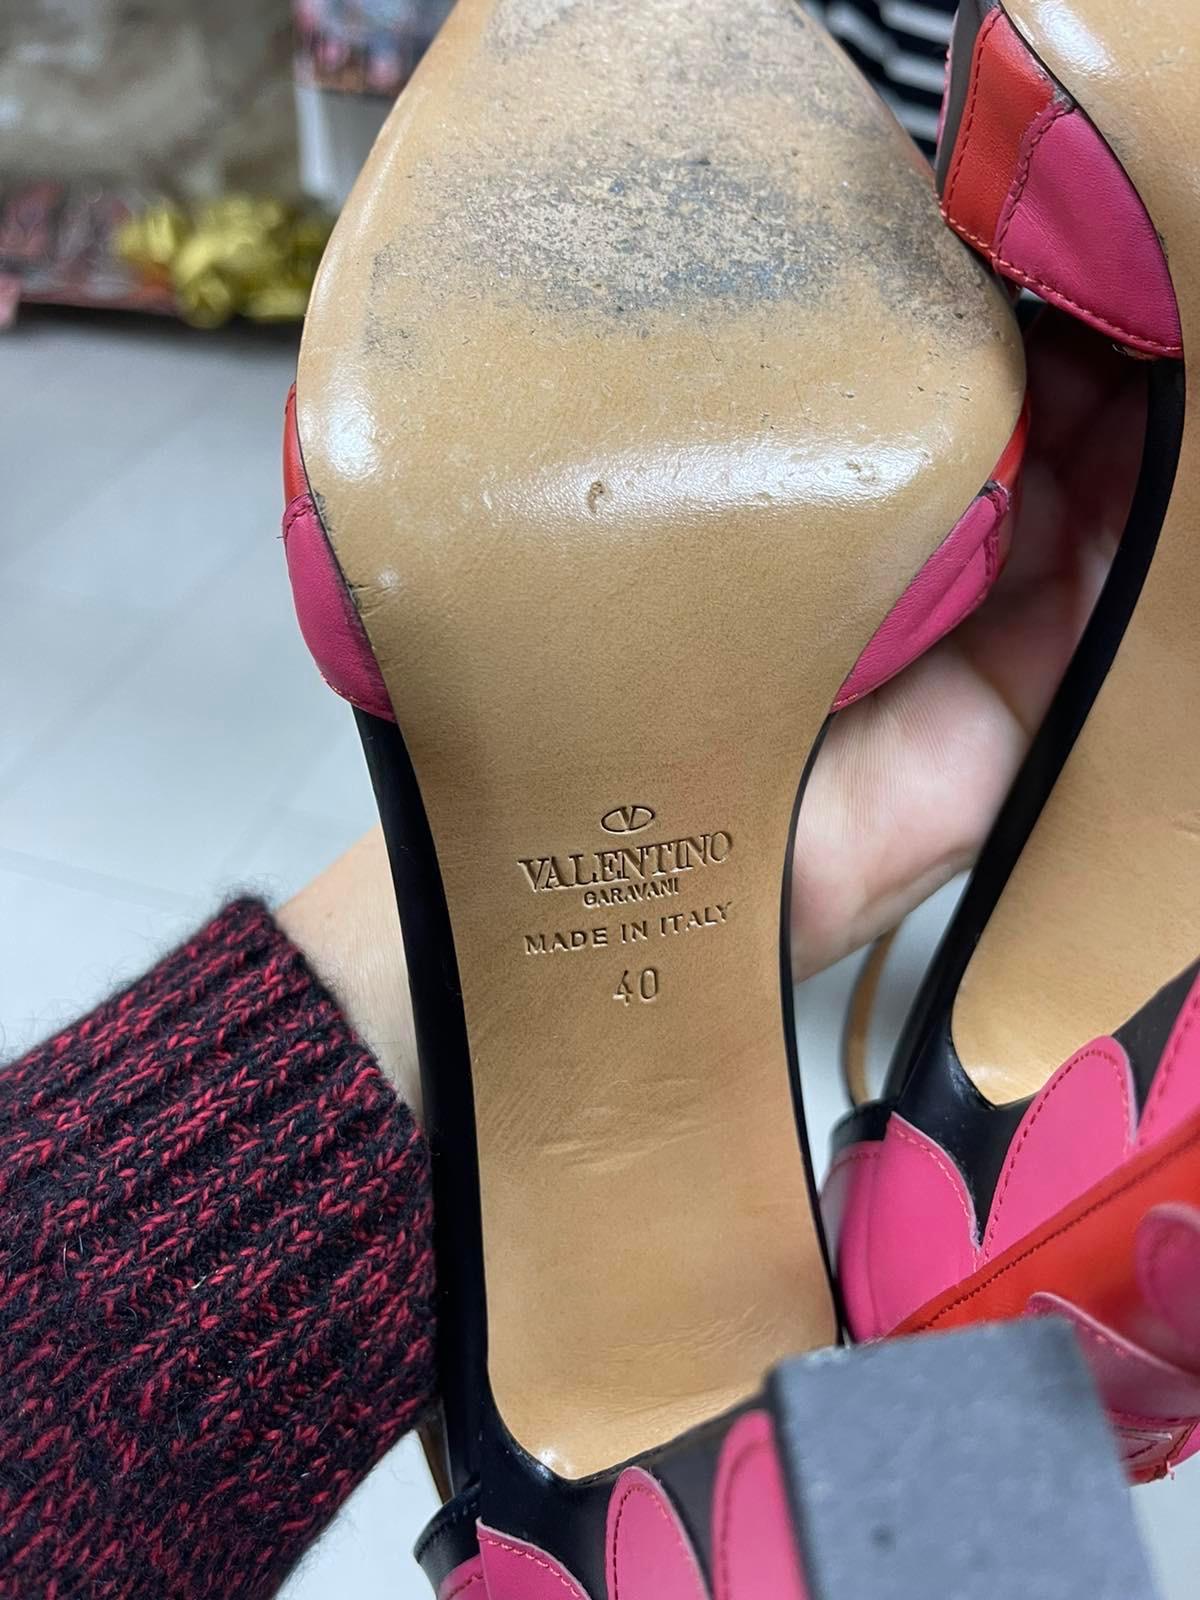 V
VALENTINO
GARAVANI
MADE IN ITALY
40